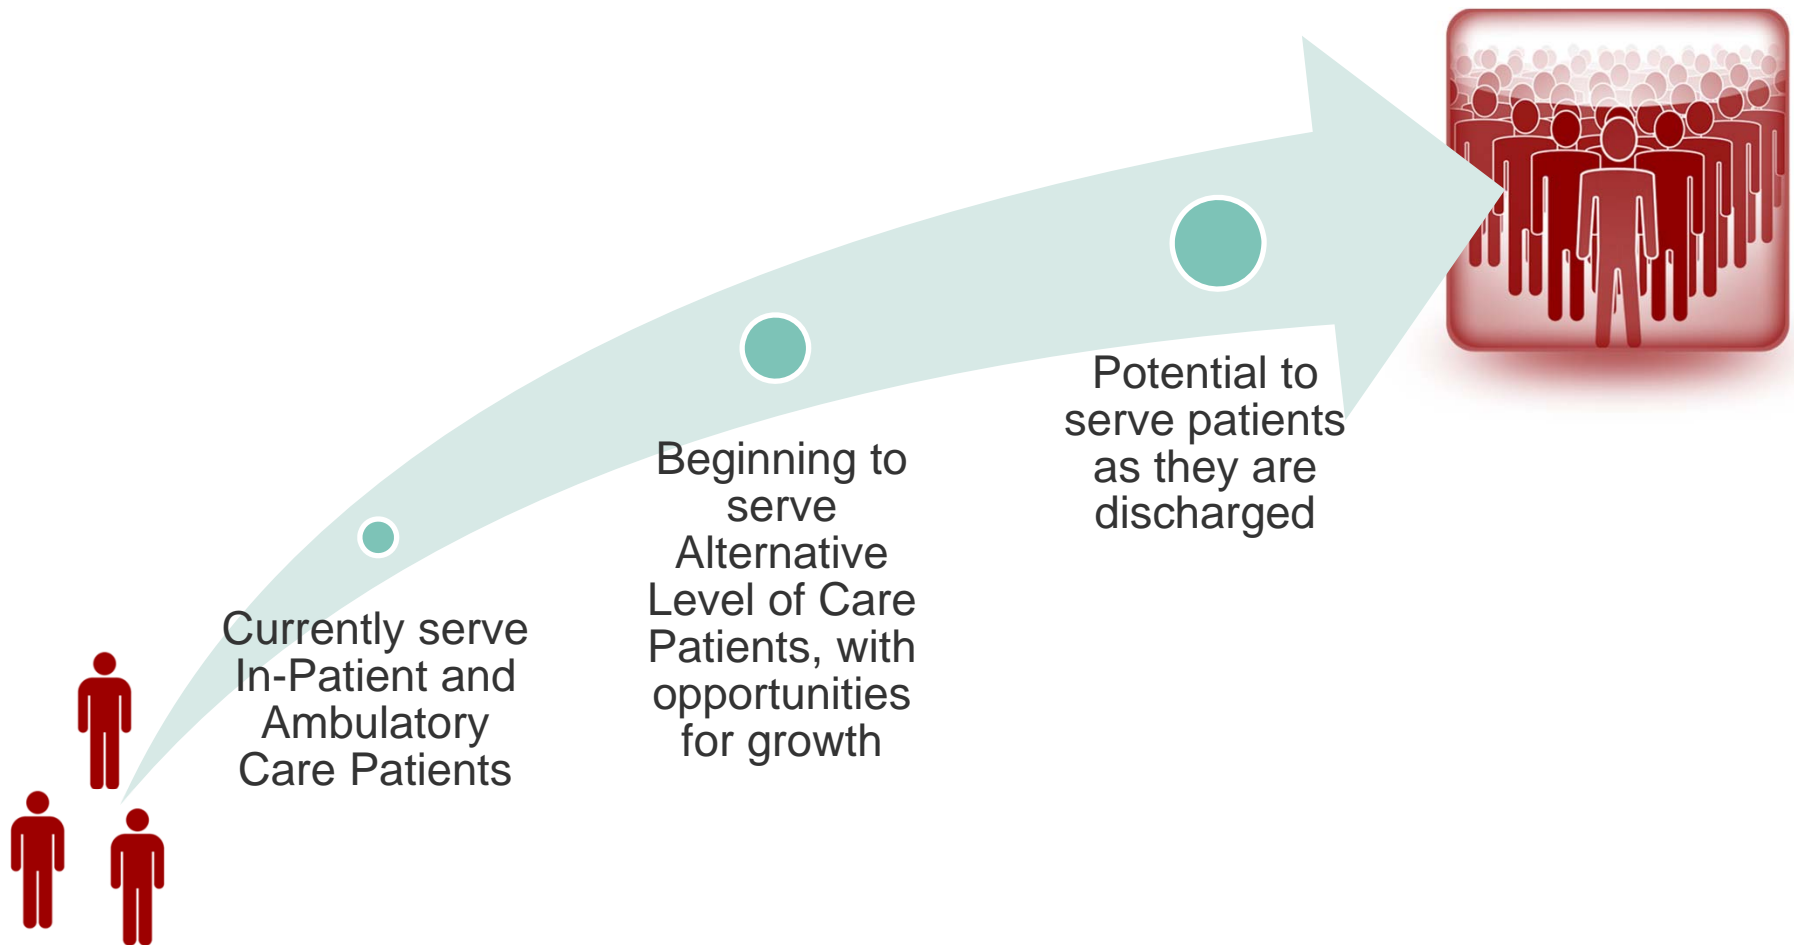 Currently serve
In-Patient and
Ambulatory
Care Patients
Beginning to
serve
Alternative
Level of Care
Patients, with
opportunities
for growth
Potential to
serve patients
as they are
discharged